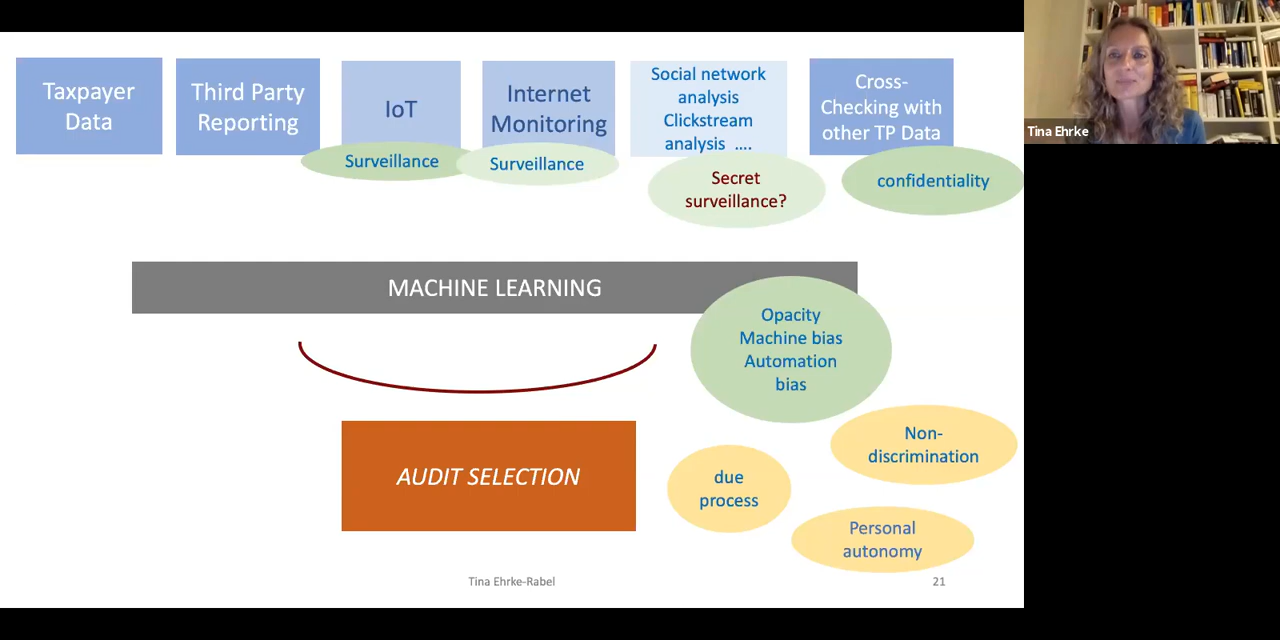 Taxpayer
Data
Third Party
Reporting
IoT
Surveillance
Internet
Monitoring
Surveillance
Social network
analysis
Clickstream
analysis ....
Secret
surveillance?
Cross-
Checking with
other TP Data
confidentiality
Tina Ehrke
MACHINE LEARNING
Opacity
Machine bias
Automation
bias
AUDIT SELECTION
due
process
Non-
discrimination
Personal
autonomy
Tina Ehrke-Rabel
21